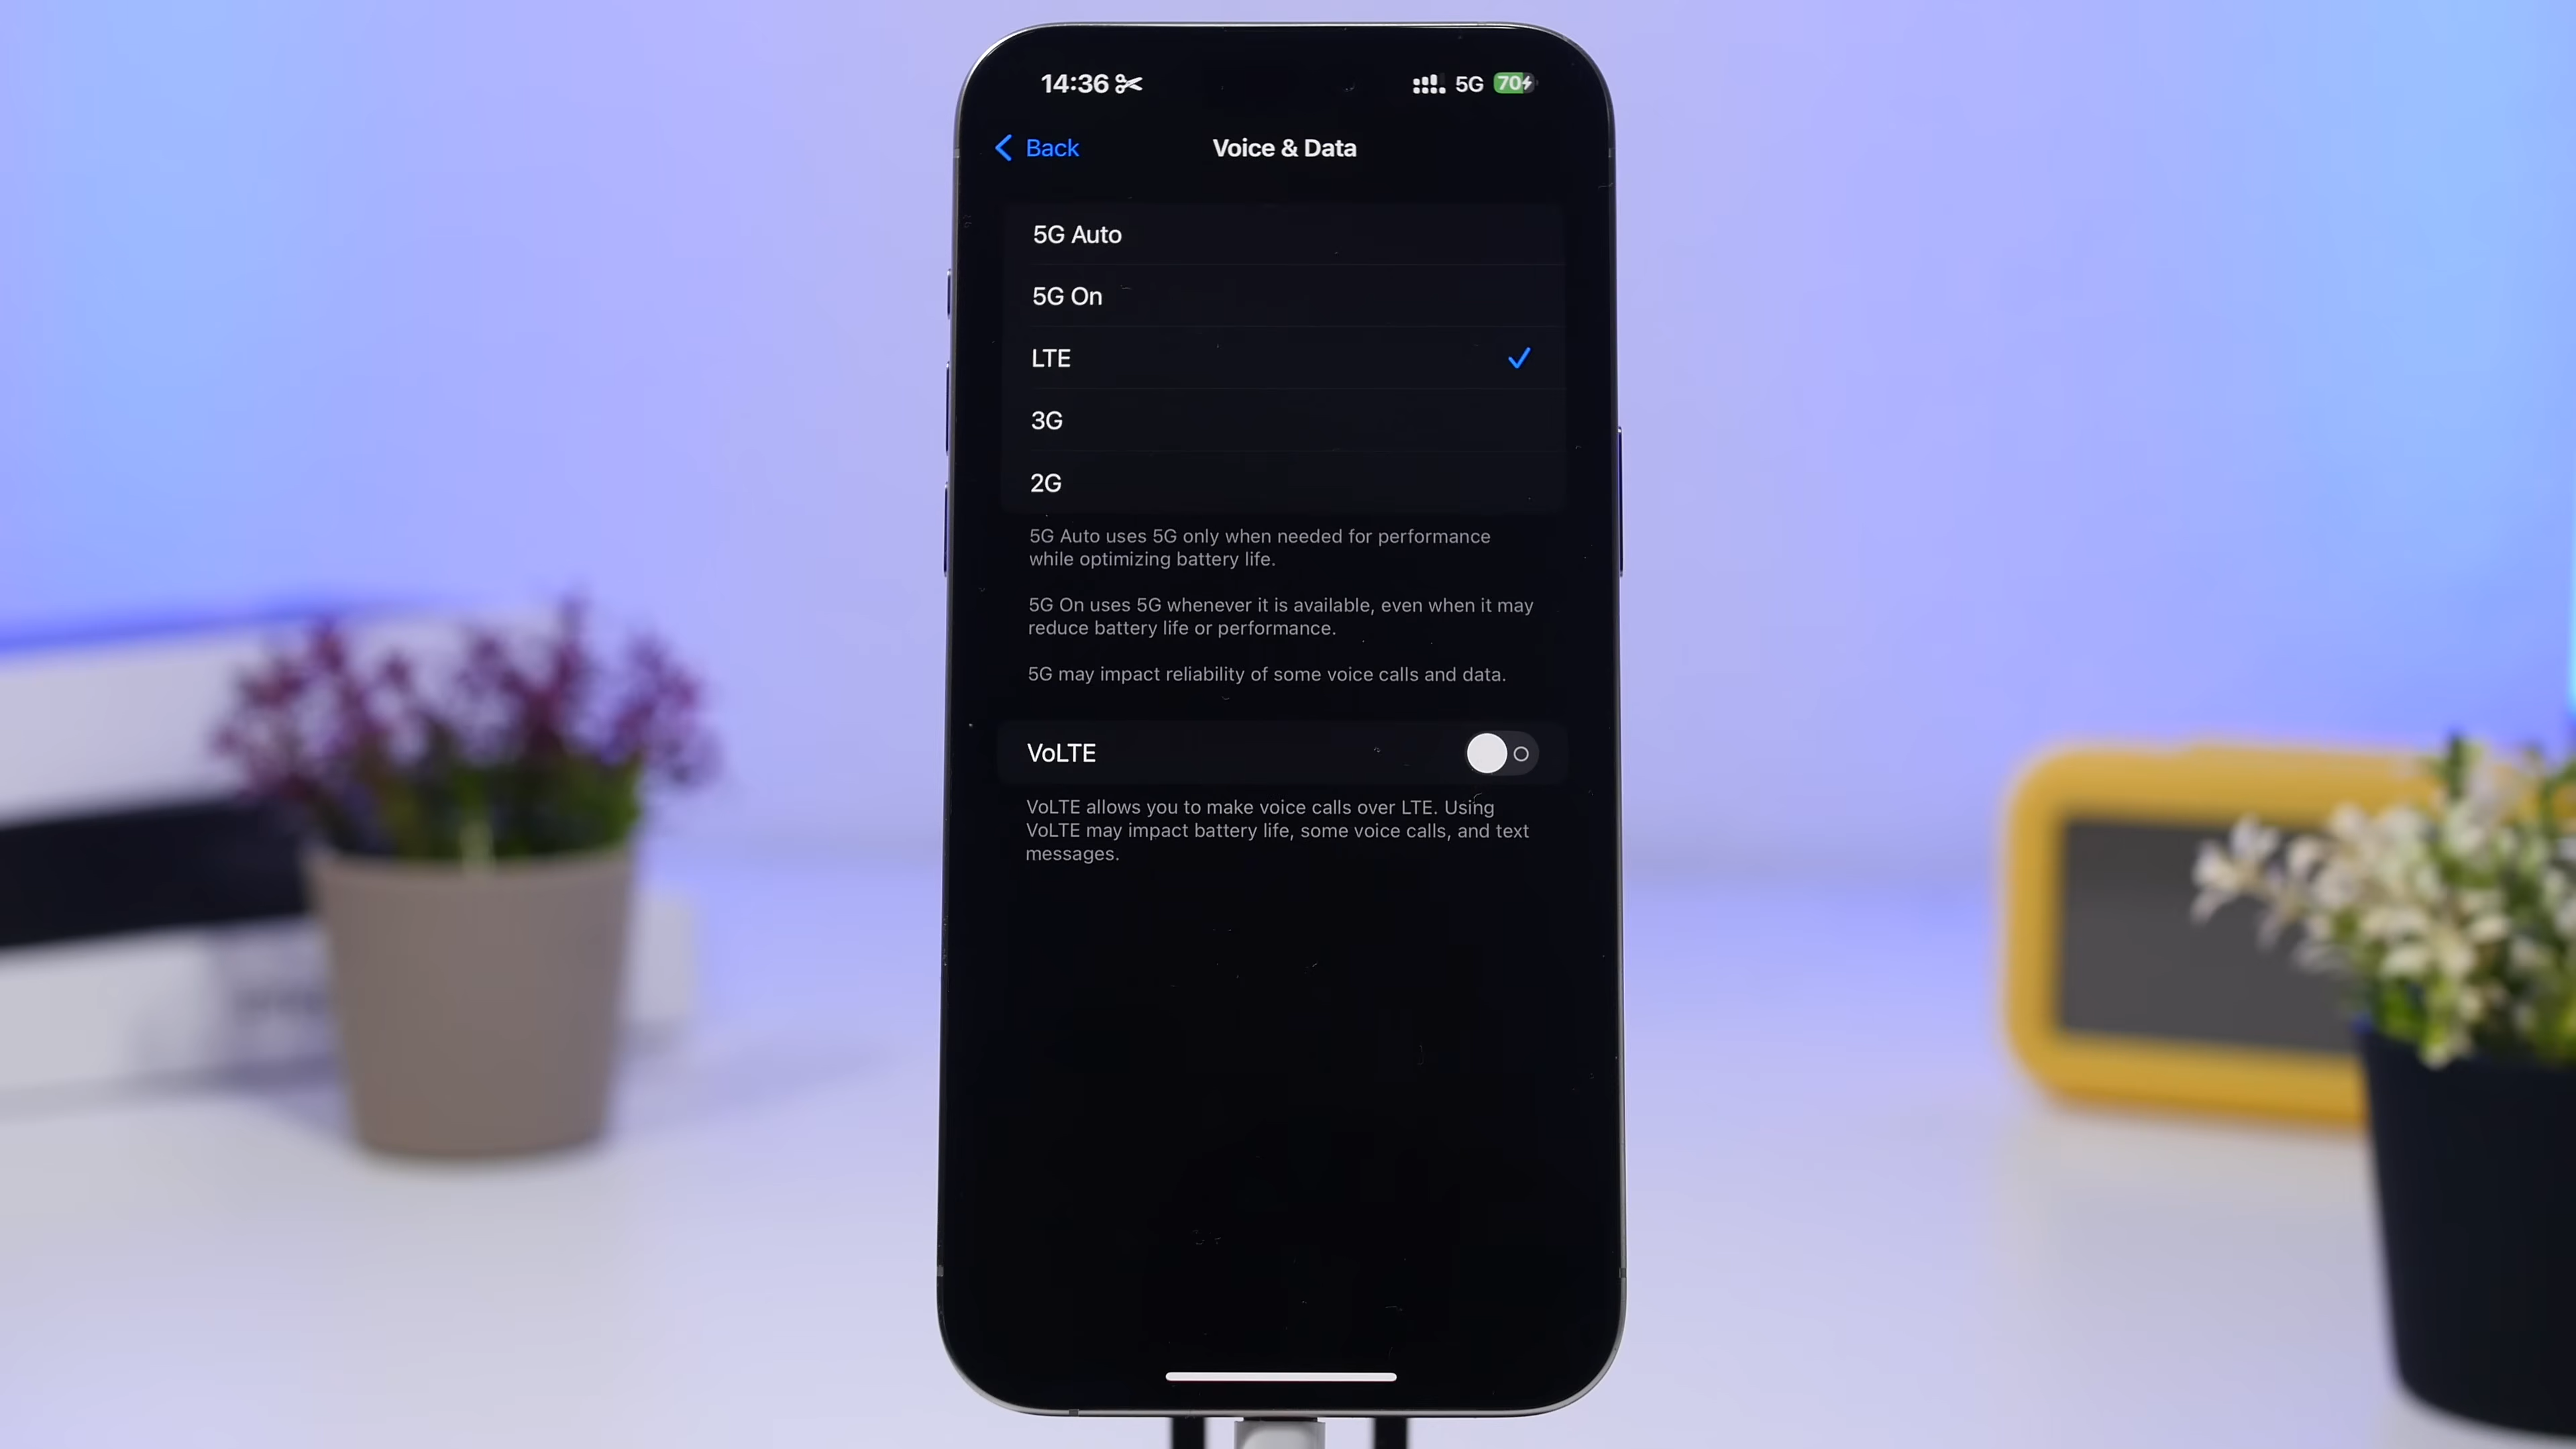 14:36
5G 70
Back
Voice & Data
5G Auto
5G On
LTE
3G
2G
5G Auto uses 5G only when needed for performance
while optimizing battery life.
5G On uses 5G whenever it is available, even when it may
reduce battery life or performance.
5G may impact reliability of some voice calls and data.
VoLTE
VoLTE allows you to make voice calls over LTE. Using
VoLTE may impact battery life, some voice calls, and text
messages.